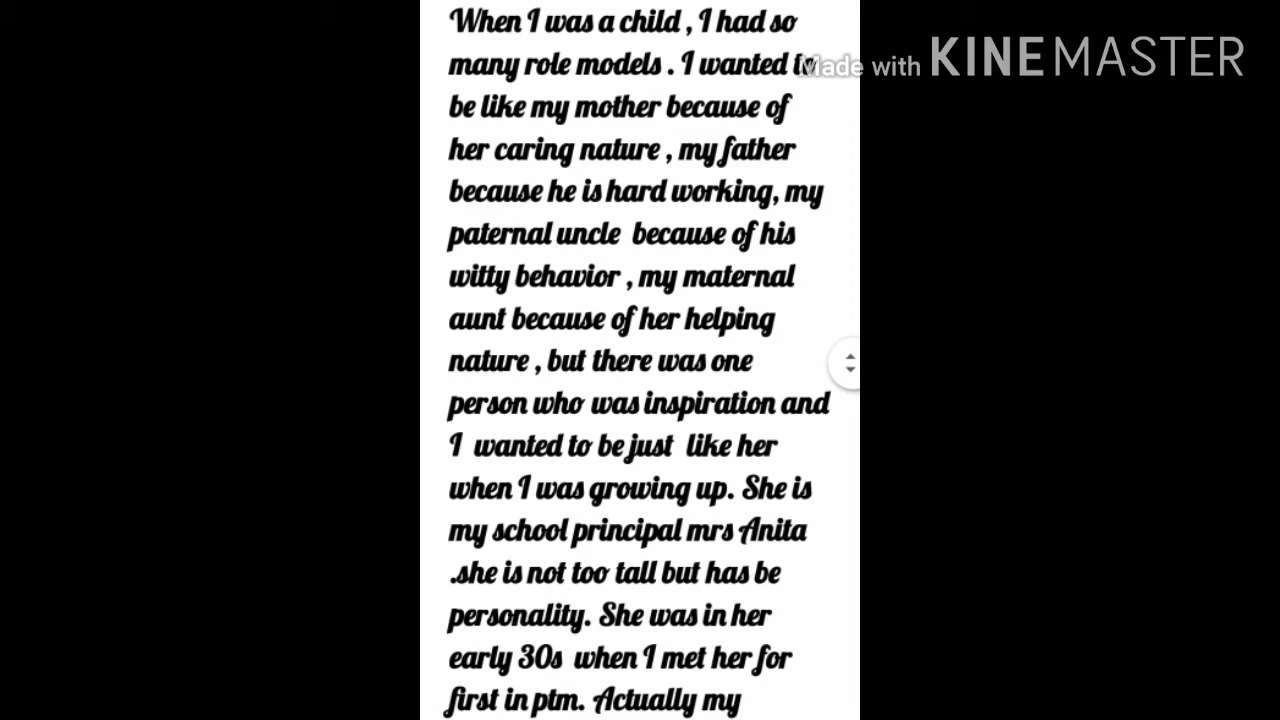 When I was a child , I had so
many role models . I wanted to
be like my mother because of
her caring nature , my father
because he is hard working, my
paternal uncle because of his
witty behavior , my maternal
aunt because of her helping
nature , but there was one
person who was inspiration and
I wanted to be just like her
when I was growing up. She is
my school principal mrs Anita
.she is not too tall but has be
personality. She was in her
early 30s when I met her for
first in ptm. Actually my
Made with KINEMASTER